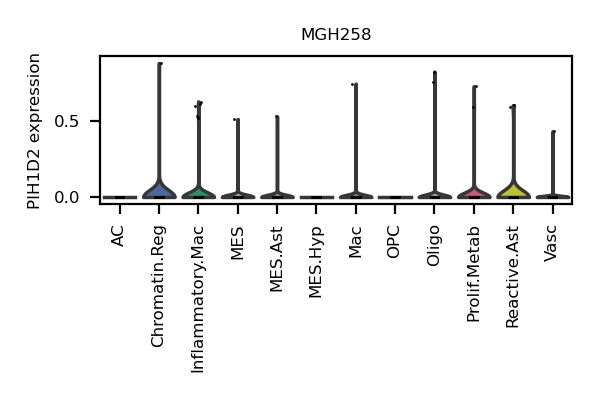 MGH258
PIH1D2 expression
0.5
0.0
AC
Chromatin.Reg
Inflammatory.Mac
MES
MES.Ast
MES.Hyp
Mac
OPC
Oligo
Prolif.Metab
Reactive.Ast
Vasc